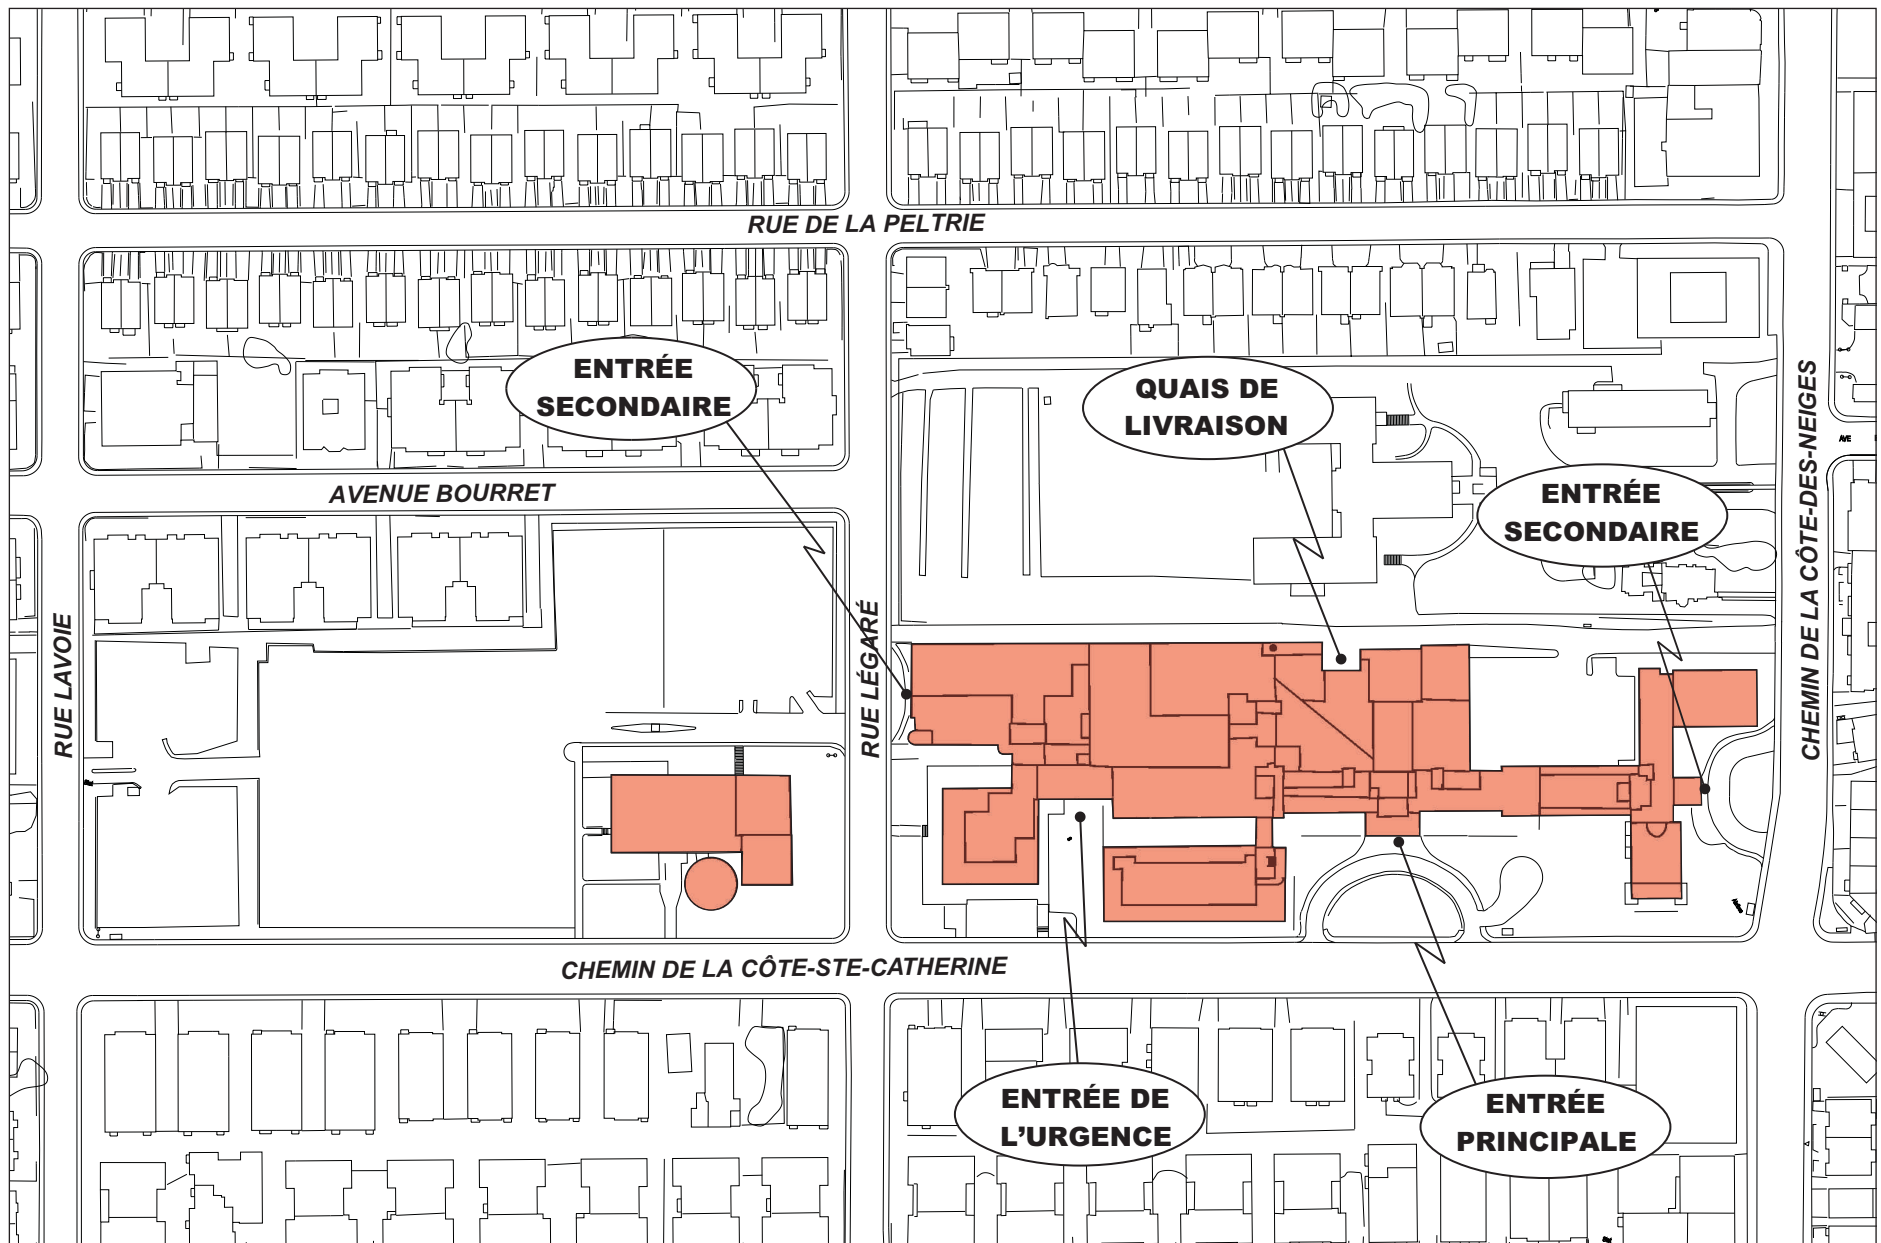 RUE DE LA PELTRIE
ENTRÉE
SECONDAIRE
QUAIS DE
LIVRAISON
CHEMIN DE LA CÔTE-DES-NEIGES
AVE
AVENUE BOURRET
ENTRÉE
SECONDAIRE
RUE LAVOIE
RUE LÉGARÉ
CHEMIN DE LA CÔTE-STE-CATHERINE
ENTRÉE DE
L'URGENCE
ENTRÉE
PRINCIPALE